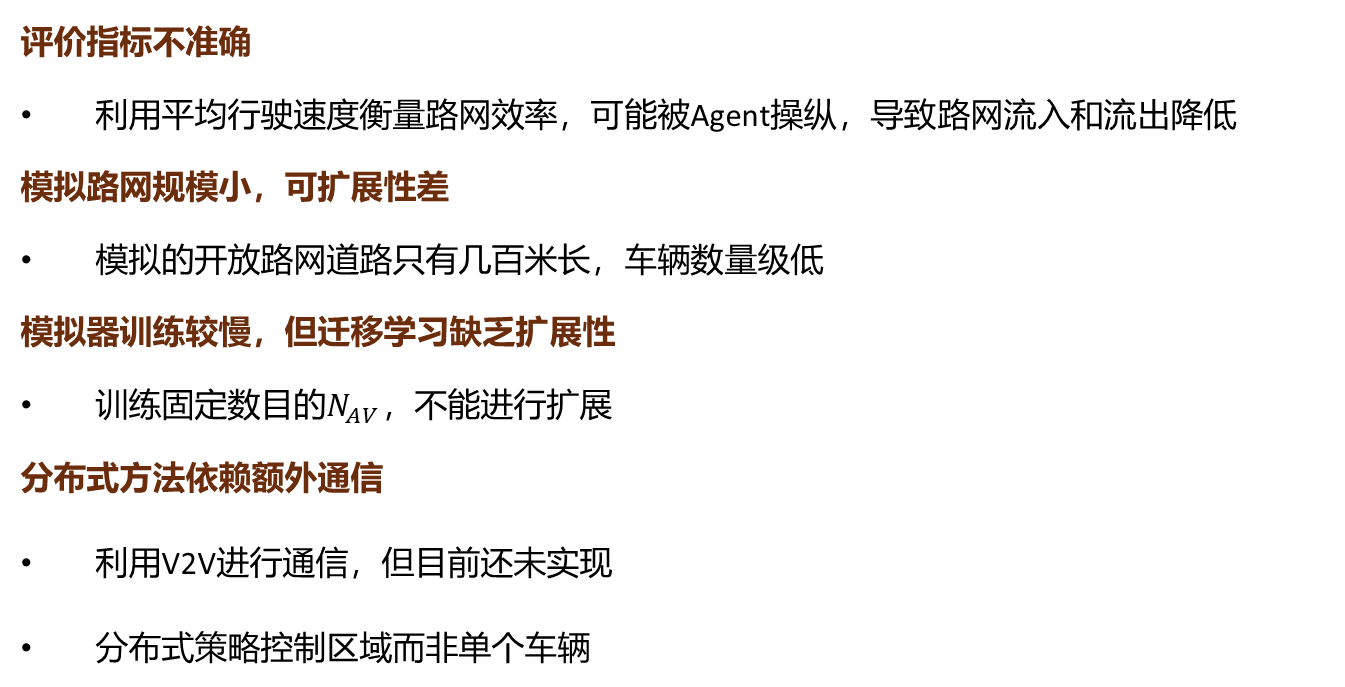 评价指标不准确
• 利用平均行驶速度衡量路网效率，可能被Agent操纵，导致路网流入和流出降低
模拟路网规模小，可扩展性差
• 模拟的开放路网道路只有几百米长，车辆数量级低
模拟器训练较慢，但迁移学习缺乏扩展性
• 训练固定数目的N_AV，不能进行扩展
分布式方法依赖额外通信
• 利用V2V进行通信，但目前还未实现
• 分布式策略控制区域而非单个车辆